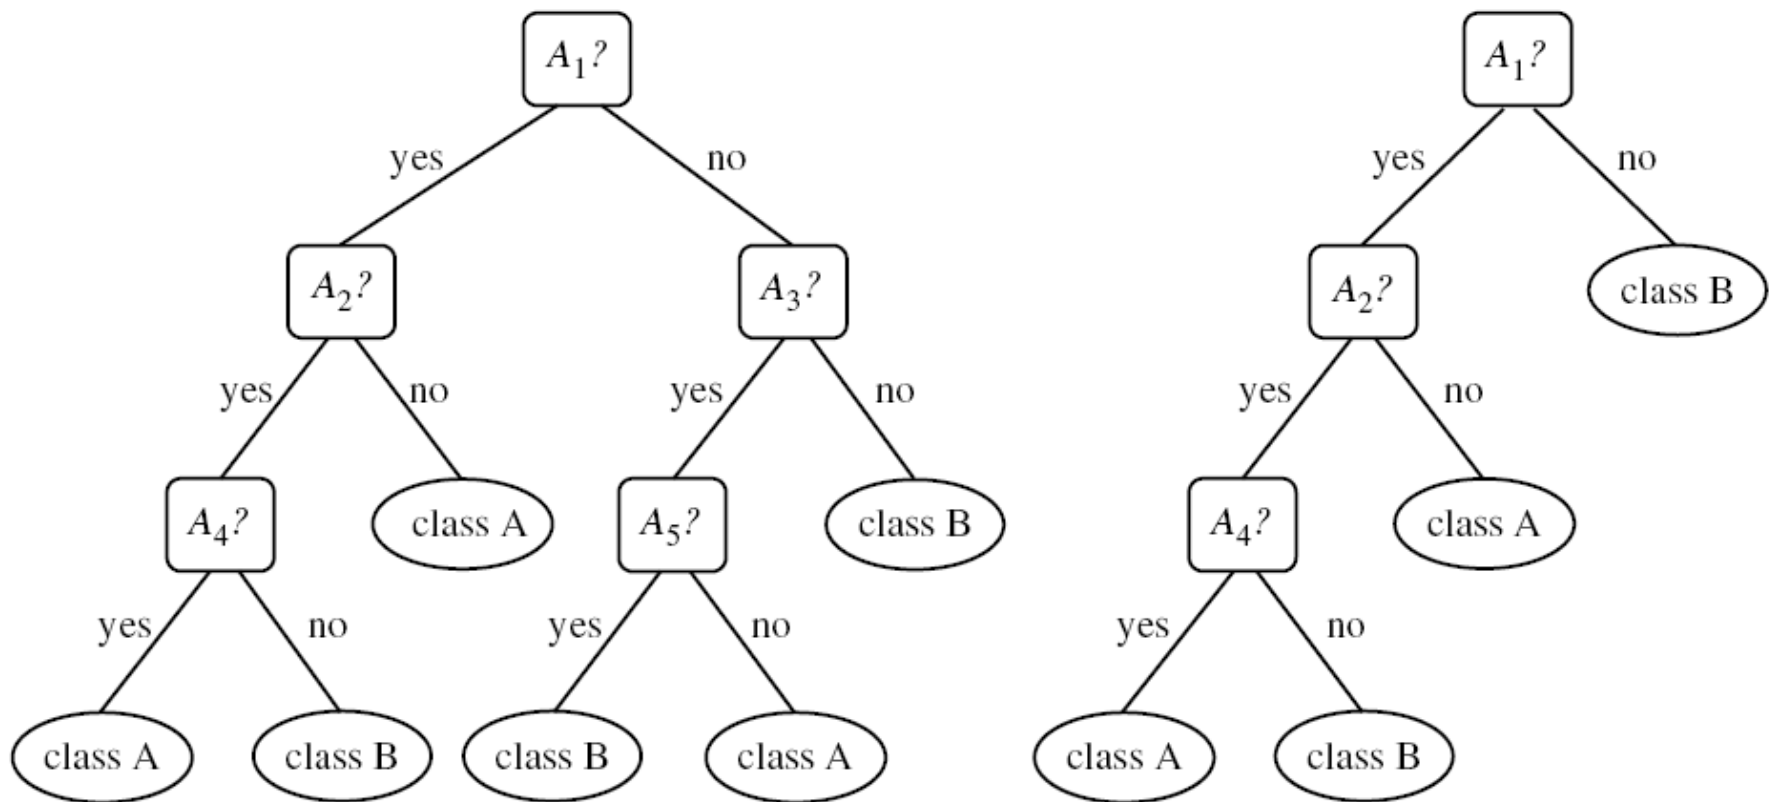 A₁? A₁?
yes no yes no
A₂? A₃? A₂? class B
yes no yes no yes no
A₄? class A A₅? class B A₄? class A
yes no yes no yes no
class A class B class B class A class A class B